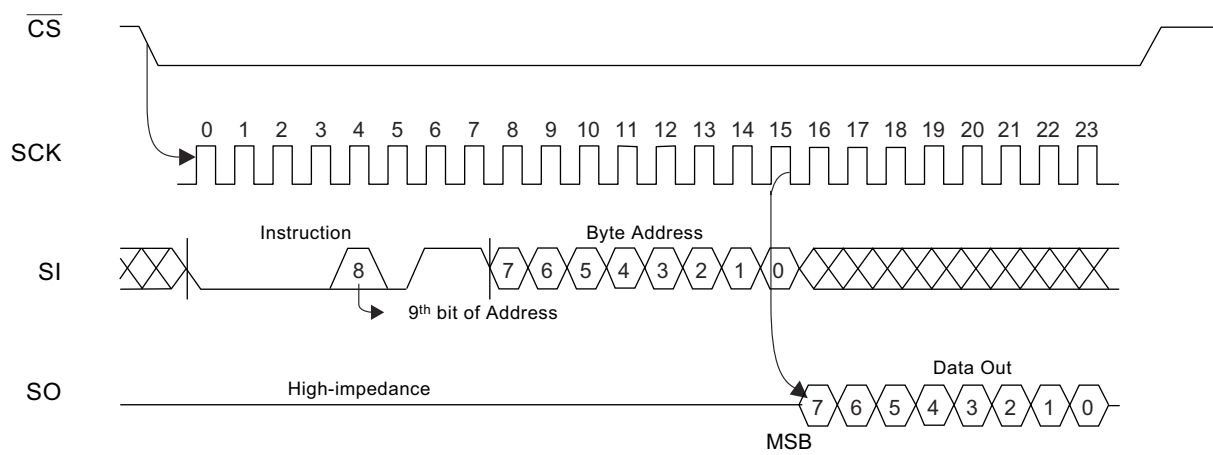 CS
0 1 2 3 4 5 6 7 8 9 10 11 12 13 14 15 16 17 18 19 20 21 22 23
SCK
Instruction
Byte Address
SI
8
7 6 5 4 3 2 1 0
9th bit of Address
Data Out
High-impedance
SO
7 6 5 4 3 2 1 0
MSB